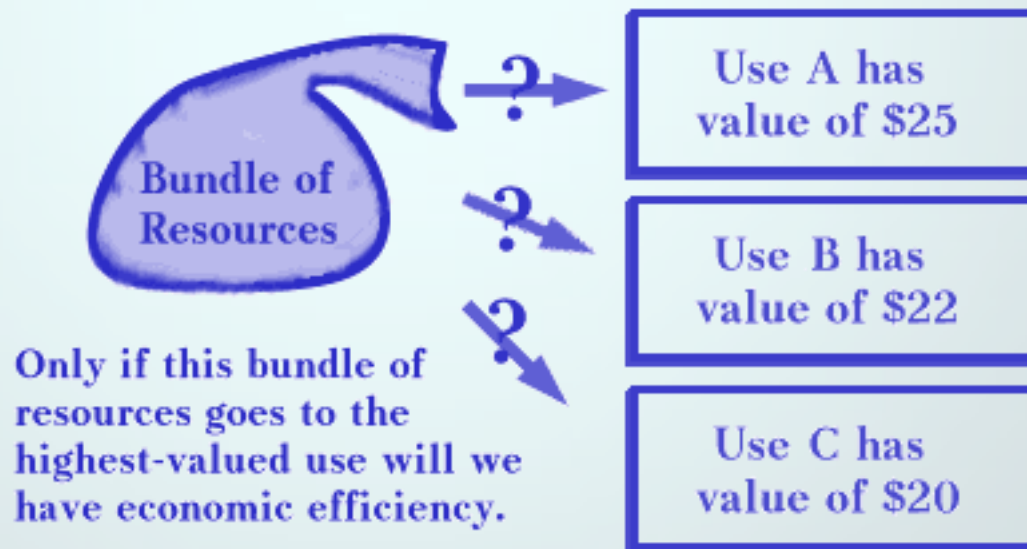 Bundle of
Resources
?
?
?
Use A has
value of $25
Use B has
value of $22
Use C has
value of $20
Only if this bundle of
resources goes to the
highest-valued use will we
have economic efficiency.